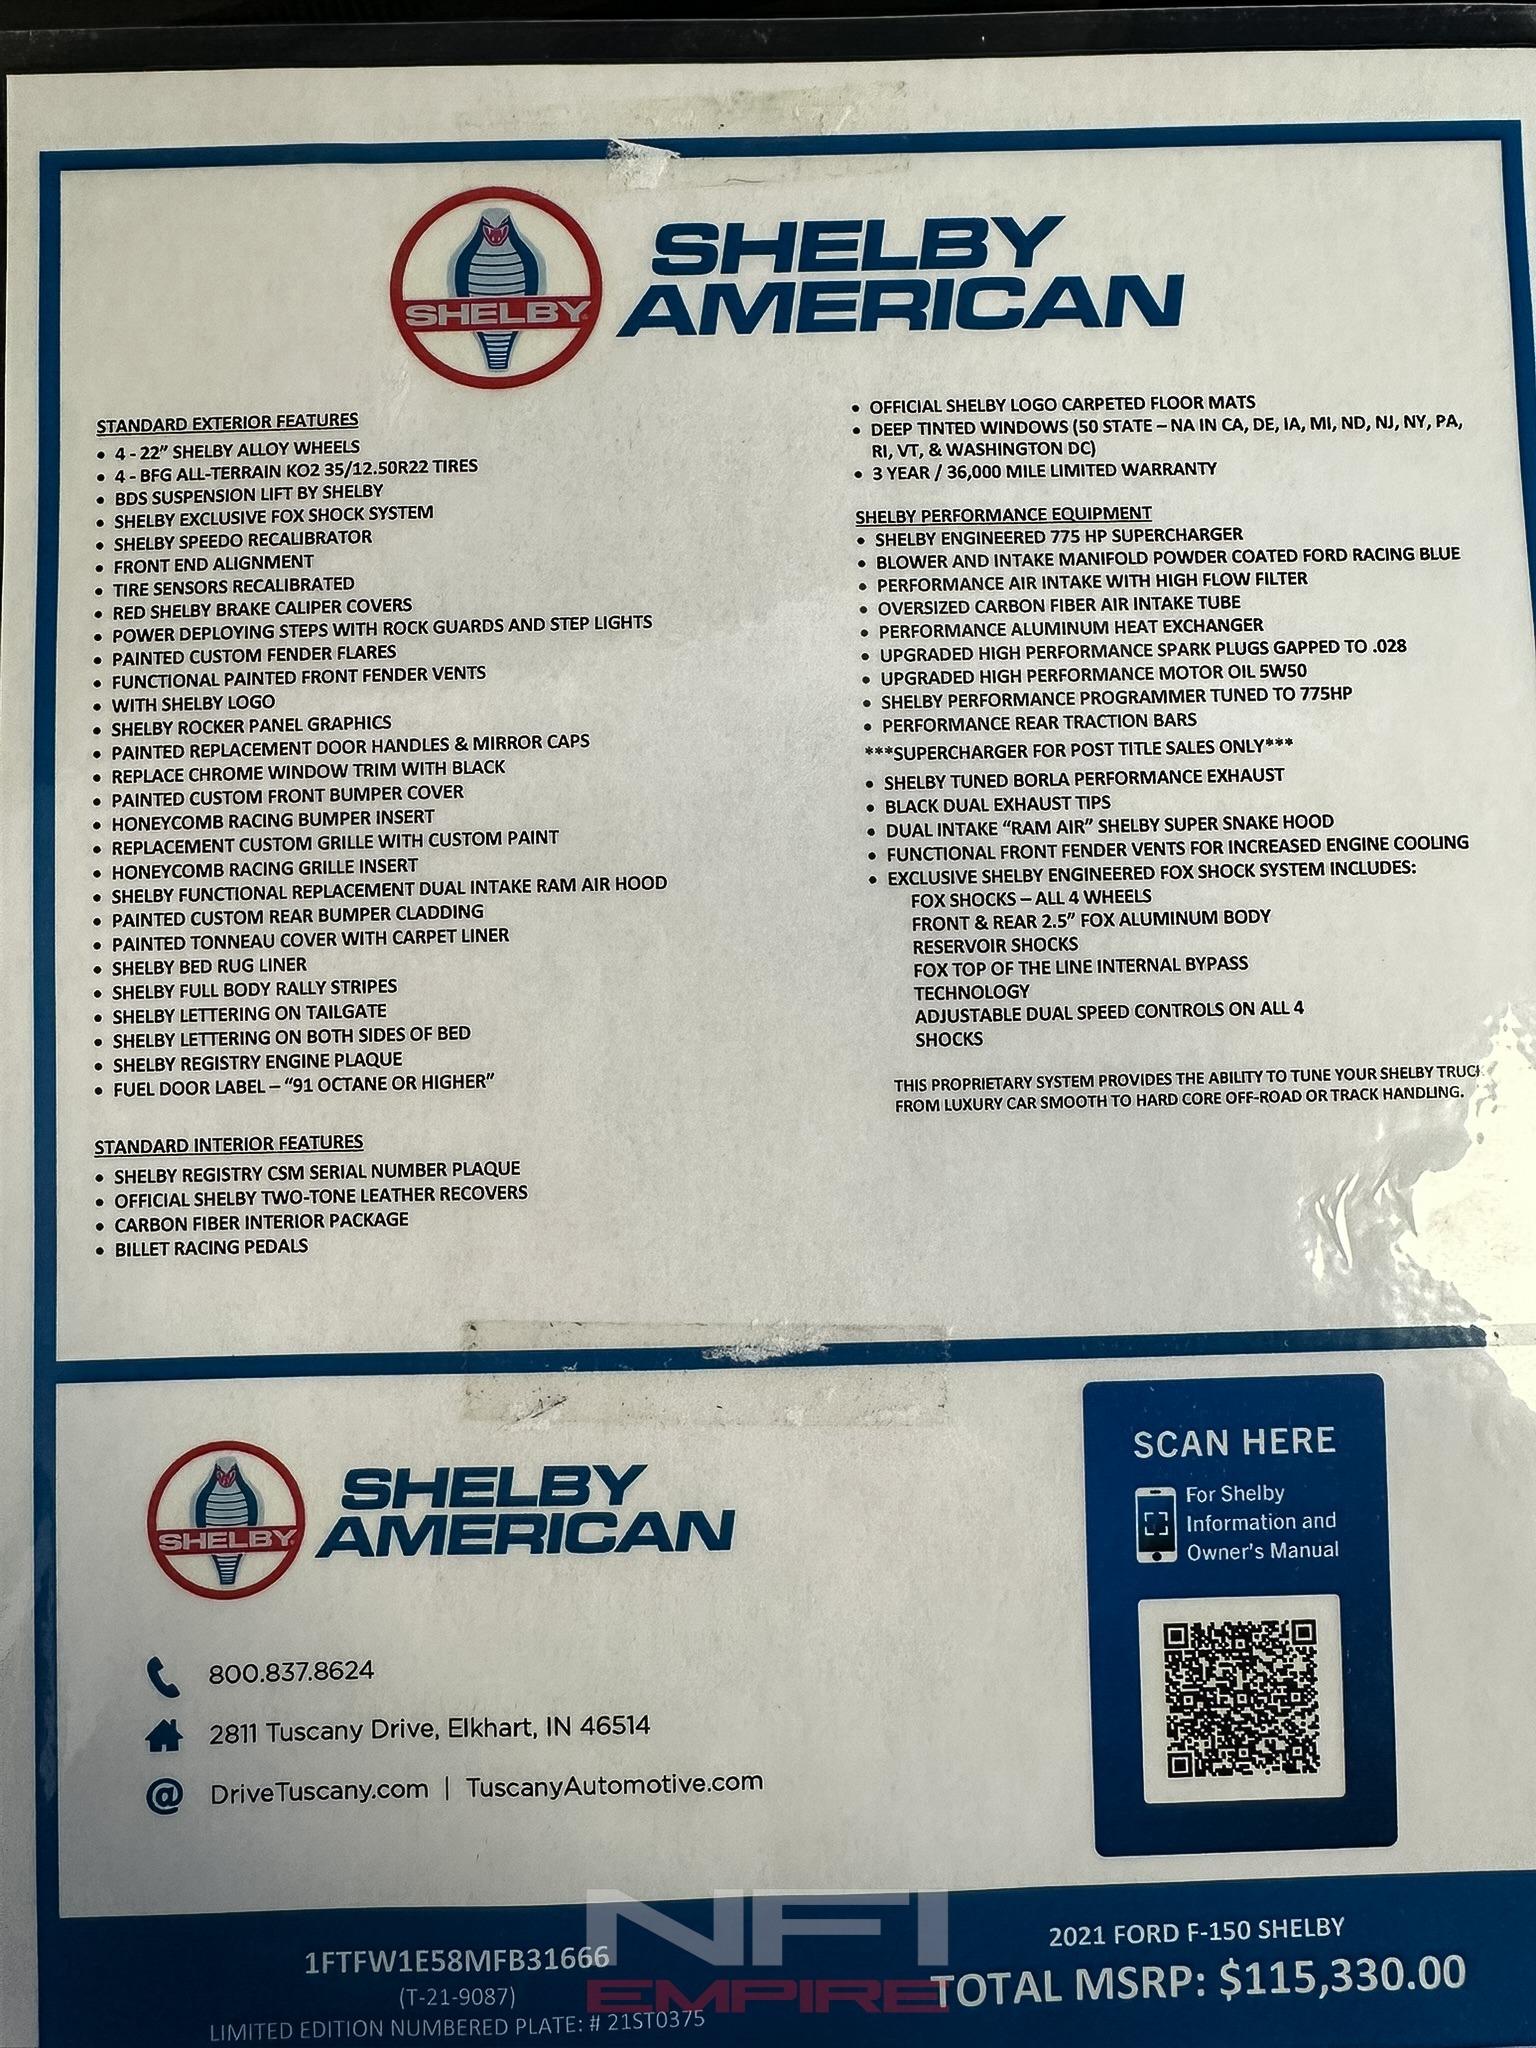 SHELBY
SHELBY
AMERICAN
STANDARD EXTERIOR FEATURES
• 4 - 22" SHELBY ALLOY WHEELS
• 4 - BFG ALL-TERRAIN KO2 35/12.50R22 TIRES
• BDS SUSPENSION LIFT BY SHELBY
• SHELBY EXCLUSIVE FOX SHOCK SYSTEM
• SHELBY SPEEDO RECALIBRATOR
• FRONT END ALIGNMENT
• TIRE SENSORS RECALIBRATED
• RED SHELBY BRAKE CALIPER COVERS
• POWER DEPLOYING STEPS WITH ROCK GUARDS AND STEP LIGHTS
• PAINTED CUSTOM FENDER FLARES
• FUNCTIONAL PAINTED FRONT FENDER VENTS
• WITH SHELBY LOGO
• SHELBY ROCKER PANEL GRAPHICS
• PAINTED REPLACEMENT DOOR HANDLES & MIRROR CAPS
• REPLACE CHROME WINDOW TRIM WITH BLACK
• PAINTED CUSTOM FRONT BUMPER COVER
• HONEYCOMB RACING BUMPER INSERT
• REPLACEMENT CUSTOM GRILLE WITH CUSTOM PAINT
• HONEYCOMB RACING GRILLE INSERT
• SHELBY FUNCTIONAL REPLACEMENT DUAL INTAKE RAM AIR HOOD
• PAINTED CUSTOM REAR BUMPER CLADDING
• PAINTED TONNEAU COVER WITH CARPET LINER
• SHELBY BED RUG LINER
• SHELBY FULL BODY RALLY STRIPES
• SHELBY LETTERING ON TAILGATE
• SHELBY LETTERING ON BOTH SIDES OF BED
• SHELBY REGISTRY ENGINE PLAQUE
• FUEL DOOR LABEL – "91 OCTANE OR HIGHER"
STANDARD INTERIOR FEATURES
• SHELBY REGISTRY CSM SERIAL NUMBER PLAQUE
• OFFICIAL SHELBY TWO-TONE LEATHER RECOVERS
• CARBON FIBER INTERIOR PACKAGE
• BILLET RACING PEDALS
• OFFICIAL SHELBY LOGO CARPETED FLOOR MATS
• DEEP TINTED WINDOWS (50 STATE – NA IN CA, DE, IA, MI, ND, NJ, NY, PA,
RI, VT, & WASHINGTON DC)
• 3 YEAR / 36,000 MILE LIMITED WARRANTY
SHELBY PERFORMANCE EQUIPMENT
• SHELBY ENGINEERED 775 HP SUPERCHARGER
• BLOWER AND INTAKE MANIFOLD POWDER COATED FORD RACING BLUE
• PERFORMANCE AIR INTAKE WITH HIGH FLOW FILTER
• OVERSIZED CARBON FIBER AIR INTAKE TUBE
• PERFORMANCE ALUMINUM HEAT EXCHANGER
• UPGRADED HIGH PERFORMANCE SPARK PLUGS GAPPED TO .028
• UPGRADED HIGH PERFORMANCE MOTOR OIL 5W50
• SHELBY PERFORMANCE PROGRAMMER TUNED TO 775HP
• PERFORMANCE REAR TRACTION BARS
***SUPERCHARGER FOR POST TITLE SALES ONLY***
• SHELBY TUNED BORLA PERFORMANCE EXHAUST
• BLACK DUAL EXHAUST TIPS
• DUAL INTAKE "RAM AIR" SHELBY SUPER SNAKE HOOD
• FUNCTIONAL FRONT FENDER VENTS FOR INCREASED ENGINE COOLING
• EXCLUSIVE SHELBY ENGINEERED FOX SHOCK SYSTEM INCLUDES:
FOX SHOCKS – ALL 4 WHEELS
FRONT & REAR 2.5" FOX ALUMINUM BODY
RESERVOIR SHOCKS
FOX TOP OF THE LINE INTERNAL BYPASS
TECHNOLOGY
ADJUSTABLE DUAL SPEED CONTROLS ON ALL 4
SHOCKS
THIS PROPRIETARY SYSTEM PROVIDES THE ABILITY TO TUNE YOUR SHELBY TRUCK
FROM LUXURY CAR SMOOTH TO HARD CORE OFF-ROAD OR TRACK HANDLING.
SHELBY
SHELBY
AMERICAN
800.837.8624
2811 Tuscany Drive, Elkhart, IN 46514
DriveTuscany.com | TuscanyAutomotive.com
SCAN HERE
For Shelby
Information and
Owner's Manual
1FTFW1E58MFB31666
(T-21-9087)
LIMITED EDITION NUMBERED PLATE: # 21ST0375
NFI
EMPIRE
2021 FORD F-150 SHELBY
TOTAL MSRP: $115,330.00